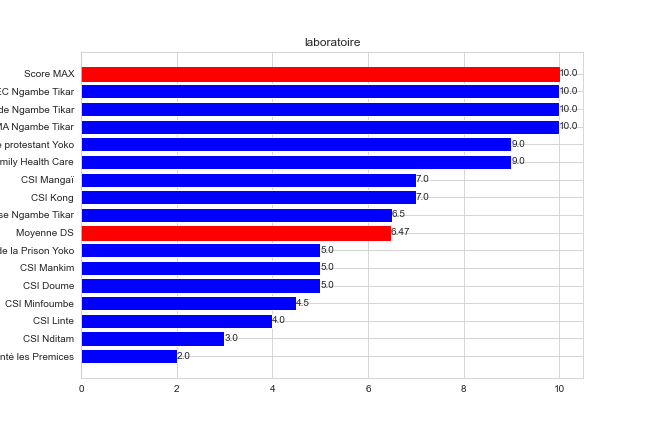 laboratoire
Score MAX 10.0
EC Ngambe Tikar 10.0
de Ngambe Tikar 10.0
MA Ngambe Tikar 10.0
protestant Yoko 9.0
mily Health Care 9.0
CSI Mangaï 7.0
CSI Kong 7.0
se Ngambe Tikar 6.5
Moyenne DS 6.47
de la Prison Yoko 5.0
CSI Mankim 5.0
CSI Doume 5.0
CSI Minfoumbe 4.5
CSI Linte 4.0
CSI Nditam 3.0
nté les Premices 2.0
0 2 4 6 8 10